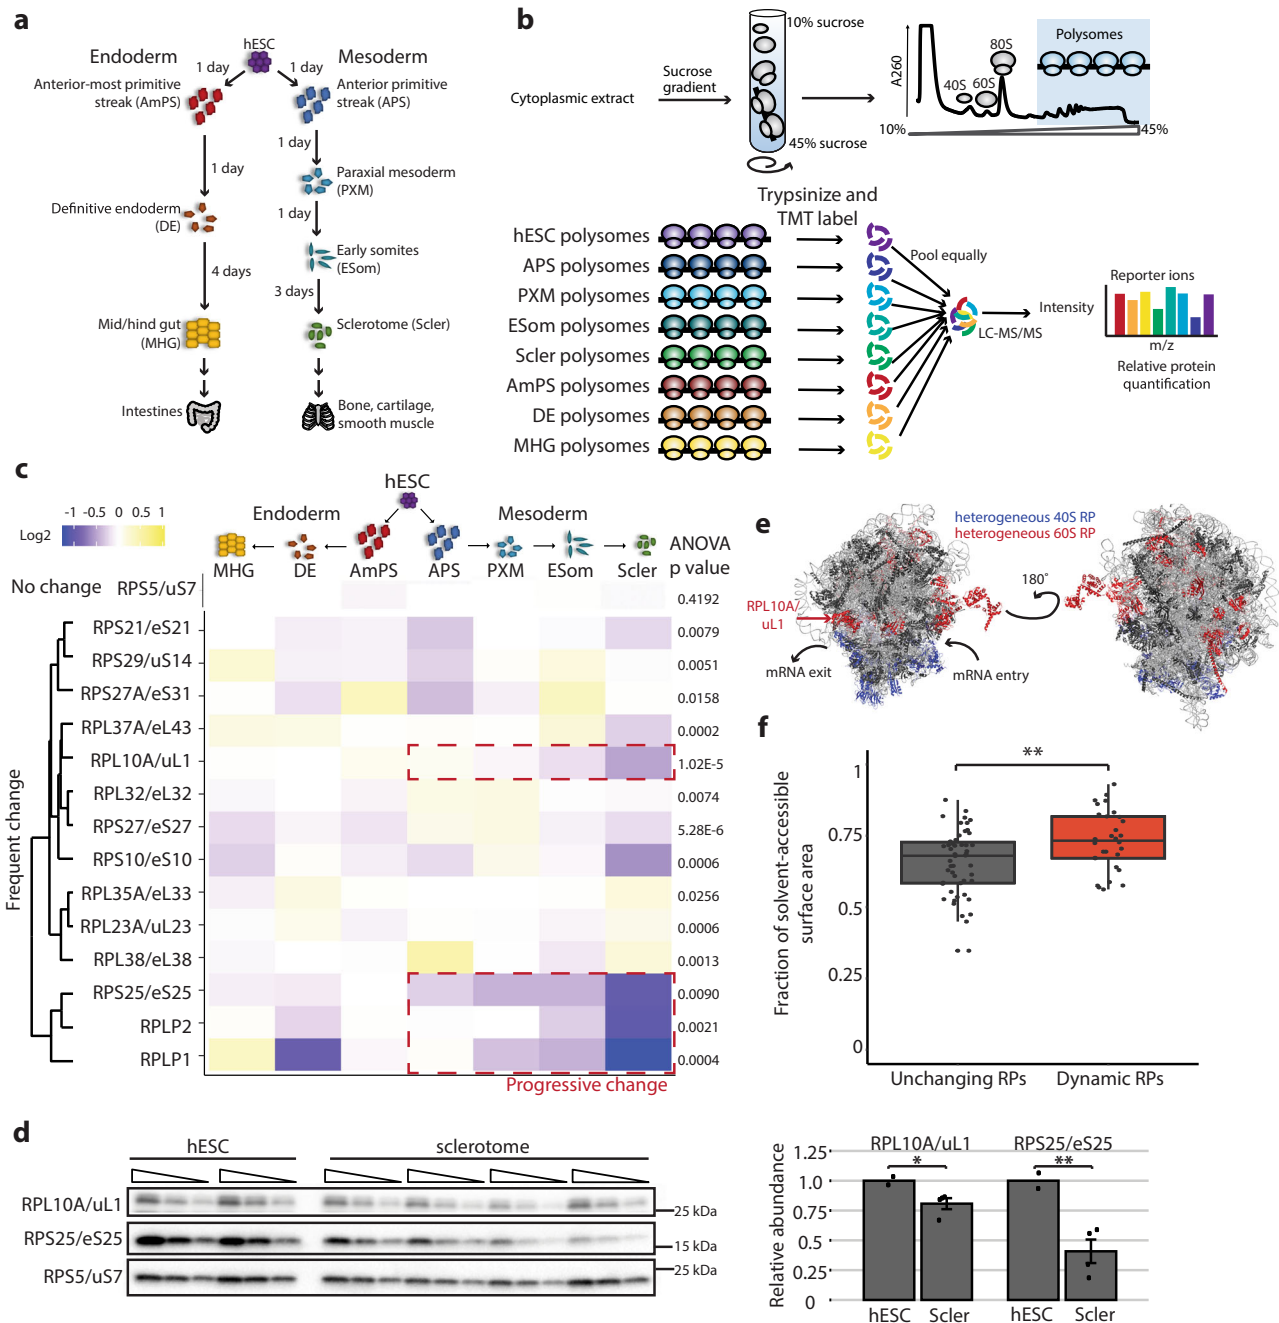 a
Endoderm
hESC
Mesoderm
1 day
1 day
Anterior-most primitive
streak (AmPS)
Anterior primitive
streak (APS)
1 day
1 day
Paraxial mesoderm
(PXM)
Definitive endoderm
(DE)
1 day
Early somites
(ESom)
4 days
3 days
Mid/hind gut
(MHG)
Sclerotome (Scler)
Intestines
Bone, cartilage,
smooth muscle
b
Cytoplasmic extract
Sucrose
gradient
10% sucrose
45% sucrose
A260
40S
60S
80S
Polysomes
10%
45%
Trypsinize and
TMT label
hESC polysomes
APS polysomes
PXM polysomes
ESom polysomes
Scler polysomes
AmPS polysomes
DE polysomes
MHG polysomes
Pool equally
LC-MS/MS
Intensity
Reporter ions
m/z
Relative protein
quantification
c
hESC
-1 -0.5 0 0.5 1
Log2
Endoderm
Mesoderm
MHG DE AmPS APS PXM ESom Scler
ANOVA
p value
No change RPS5/uS7 0.4192
Frequent change
RPS21/eS21 0.0079
RPS29/uS14 0.0051
RPS27A/eS31 0.0158
RPL37A/eL43 0.0002
RPL10A/uL1 1.02E-5
RPL32/eL32 0.0074
RPS27/eS27 5.28E-6
RPS10/eS10 0.0006
RPL35A/eL33 0.0256
RPL23A/uL23 0.0006
RPL38/eL38 0.0013
RPS25/eS25 0.0090
RPLP2 0.0021
RPLP1 0.0004
Progressive change
d
hESC
sclerotome
RPL10A/uL1
25 kDa
RPS25/eS25
15 kDa
RPS5/uS7
25 kDa
Relative abundance
1.25
1.0
0.75
0.5
0.25
0
RPL10A/uL1
RPS25/eS25
*
**
hESC Scler hESC Scler
e
heterogeneous 40S RP
heterogeneous 60S RP
RPL10A/
uL1
180°
mRNA exit
mRNA entry
f
Fraction of solvent-accessible
surface area
1
0.75
0.5
0.25
0
**
Unchanging RPs
Dynamic RPs